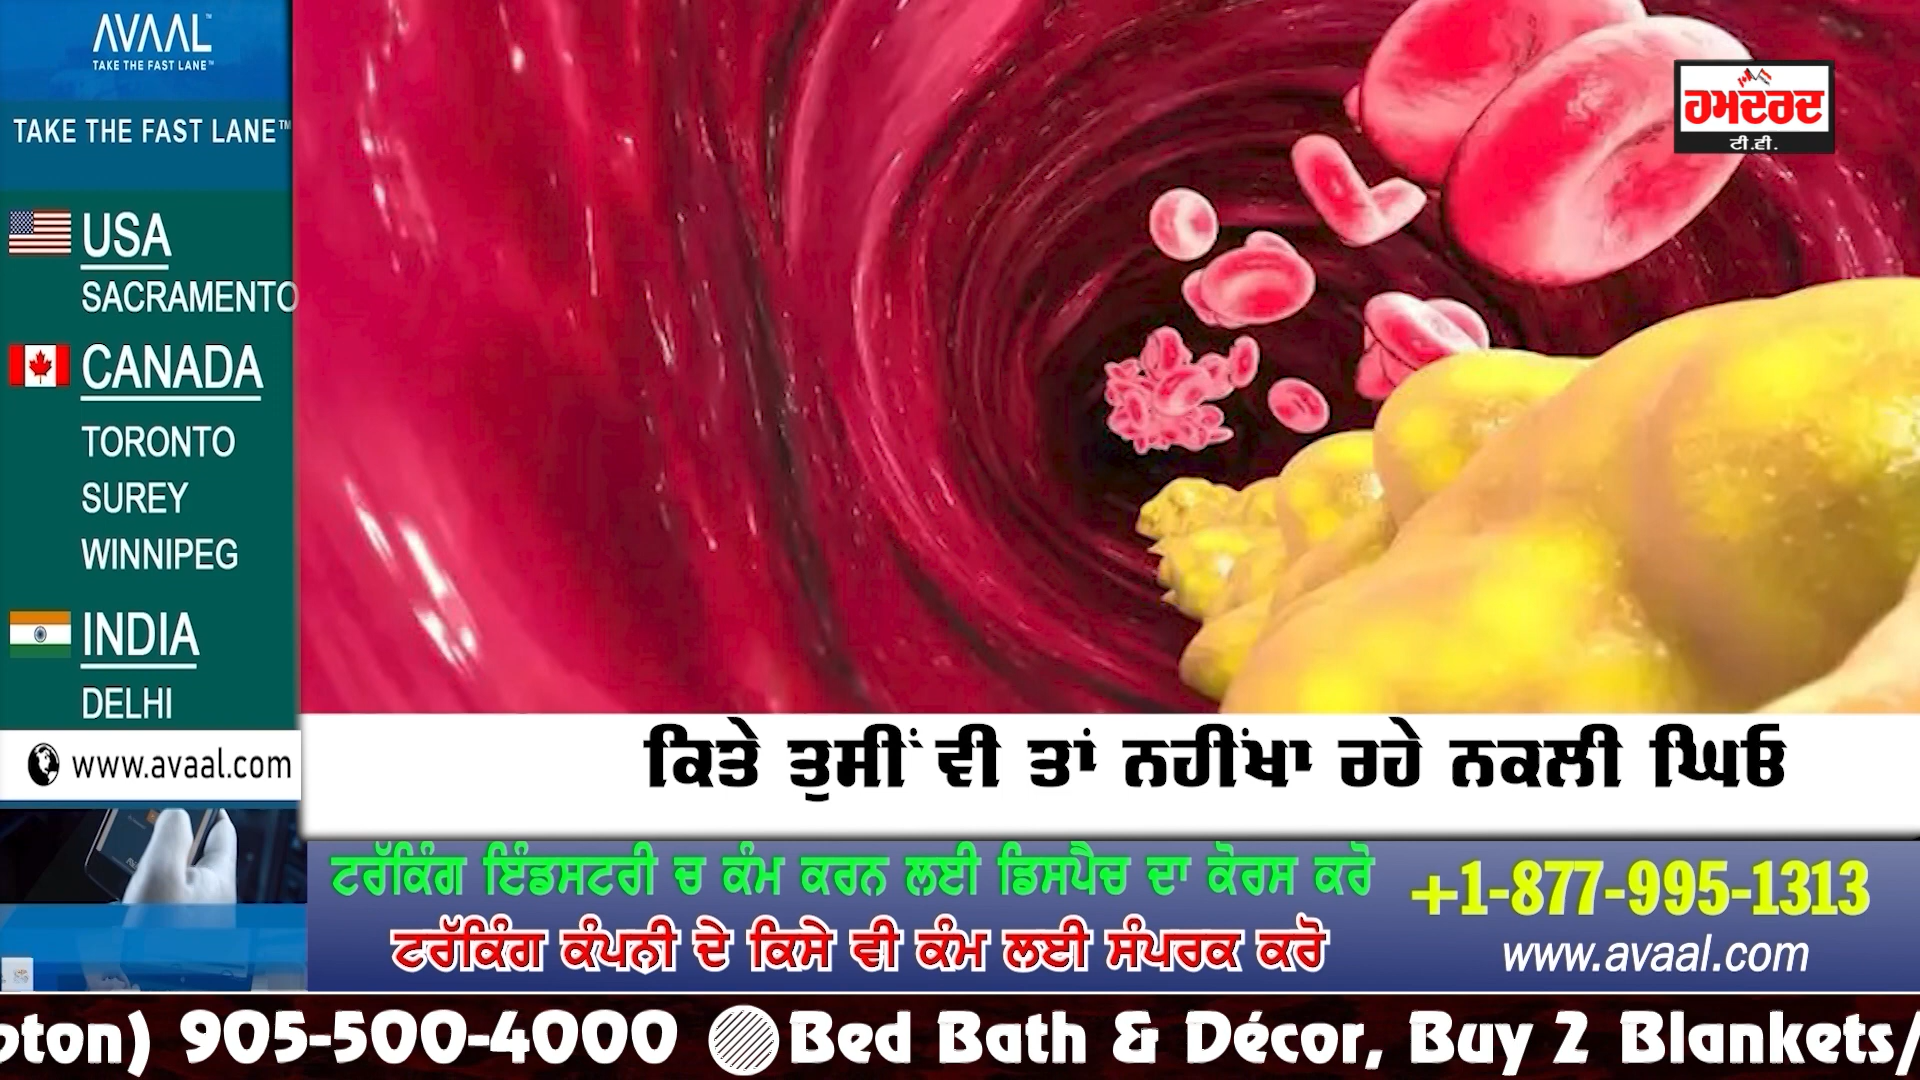 AVAAL™
TAKE THE FAST LANE™
TAKE THE FAST LANE™
USA
SACRAMENTO
CANADA
TORONTO
SUREY
WINNIPEG
INDIA
DELHI
www.avaal.com
ਹਮਦਰਦ
ਟੀ.ਵੀ.
ਕਿਤੇ ਤੁਸੀਂ ਵੀ ਤਾਂ ਨਹੀਂਖਾ ਰਹੇ ਨਕਲੀ ਘਿਓ
ਟਰੱਕਿੰਗ ਇੰਡਸਟਰੀ ਚ ਕੰਮ ਕਰਨ ਲਈ ਡਿਸਪੈਚ ਦਾ ਕੋਰਸ ਕਰੋ
ਟਰੱਕਿੰਗ ਕੰਪਨੀ ਦੇ ਕਿਸੇ ਵੀ ਕੰਮ ਲਈ ਸੰਪਰਕ ਕਰੋ
+1-877-995-1313
www.avaal.com
pton) 905-500-4000 Bed Bath & Décor, Buy 2 Blankets/